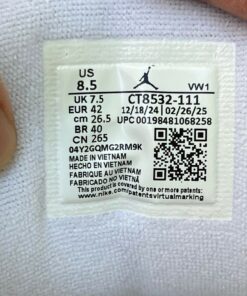 US
8.5
VW1
UK 7.5 CT8532-111
EUR 42 12/18/24 02/26/25
cm 26.5 UPC 00198481068258
BR 40
CN 265
04Y2GQMG2RM9K
MADE IN VIETNAM
HECHO EN VIETNAM
FABRIQUE AU VIETNAM
FABRICADO NO VIETNÃ
This product is covered by one or more patents.
www.nike.com/patentsvirtualmarking